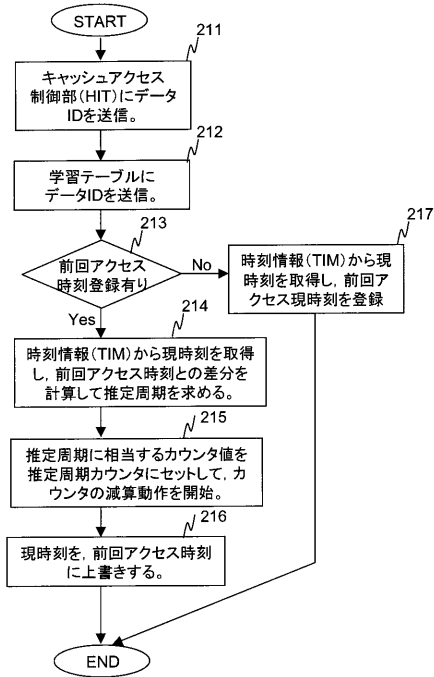 START
211
キャッシュアクセス
制御部(HIT)にデータ
IDを送信。
212
学習テーブルに
データIDを送信。
213
前回アクセス
時刻登録有り
No
Yes
217
時刻情報(TIM)から現
時刻を取得し,前回ア
クセス現時刻を登録
214
時刻情報(TIM)から現時刻を取得
し,前回アクセス時刻との差分を
計算して推定周期を求める。
215
推定周期に相当するカウンタ値を
推定周期カウンタにセットして,カ
ウンタの減算動作を開始。
216
現時刻を,前回アクセス時刻
に上書きする。
END